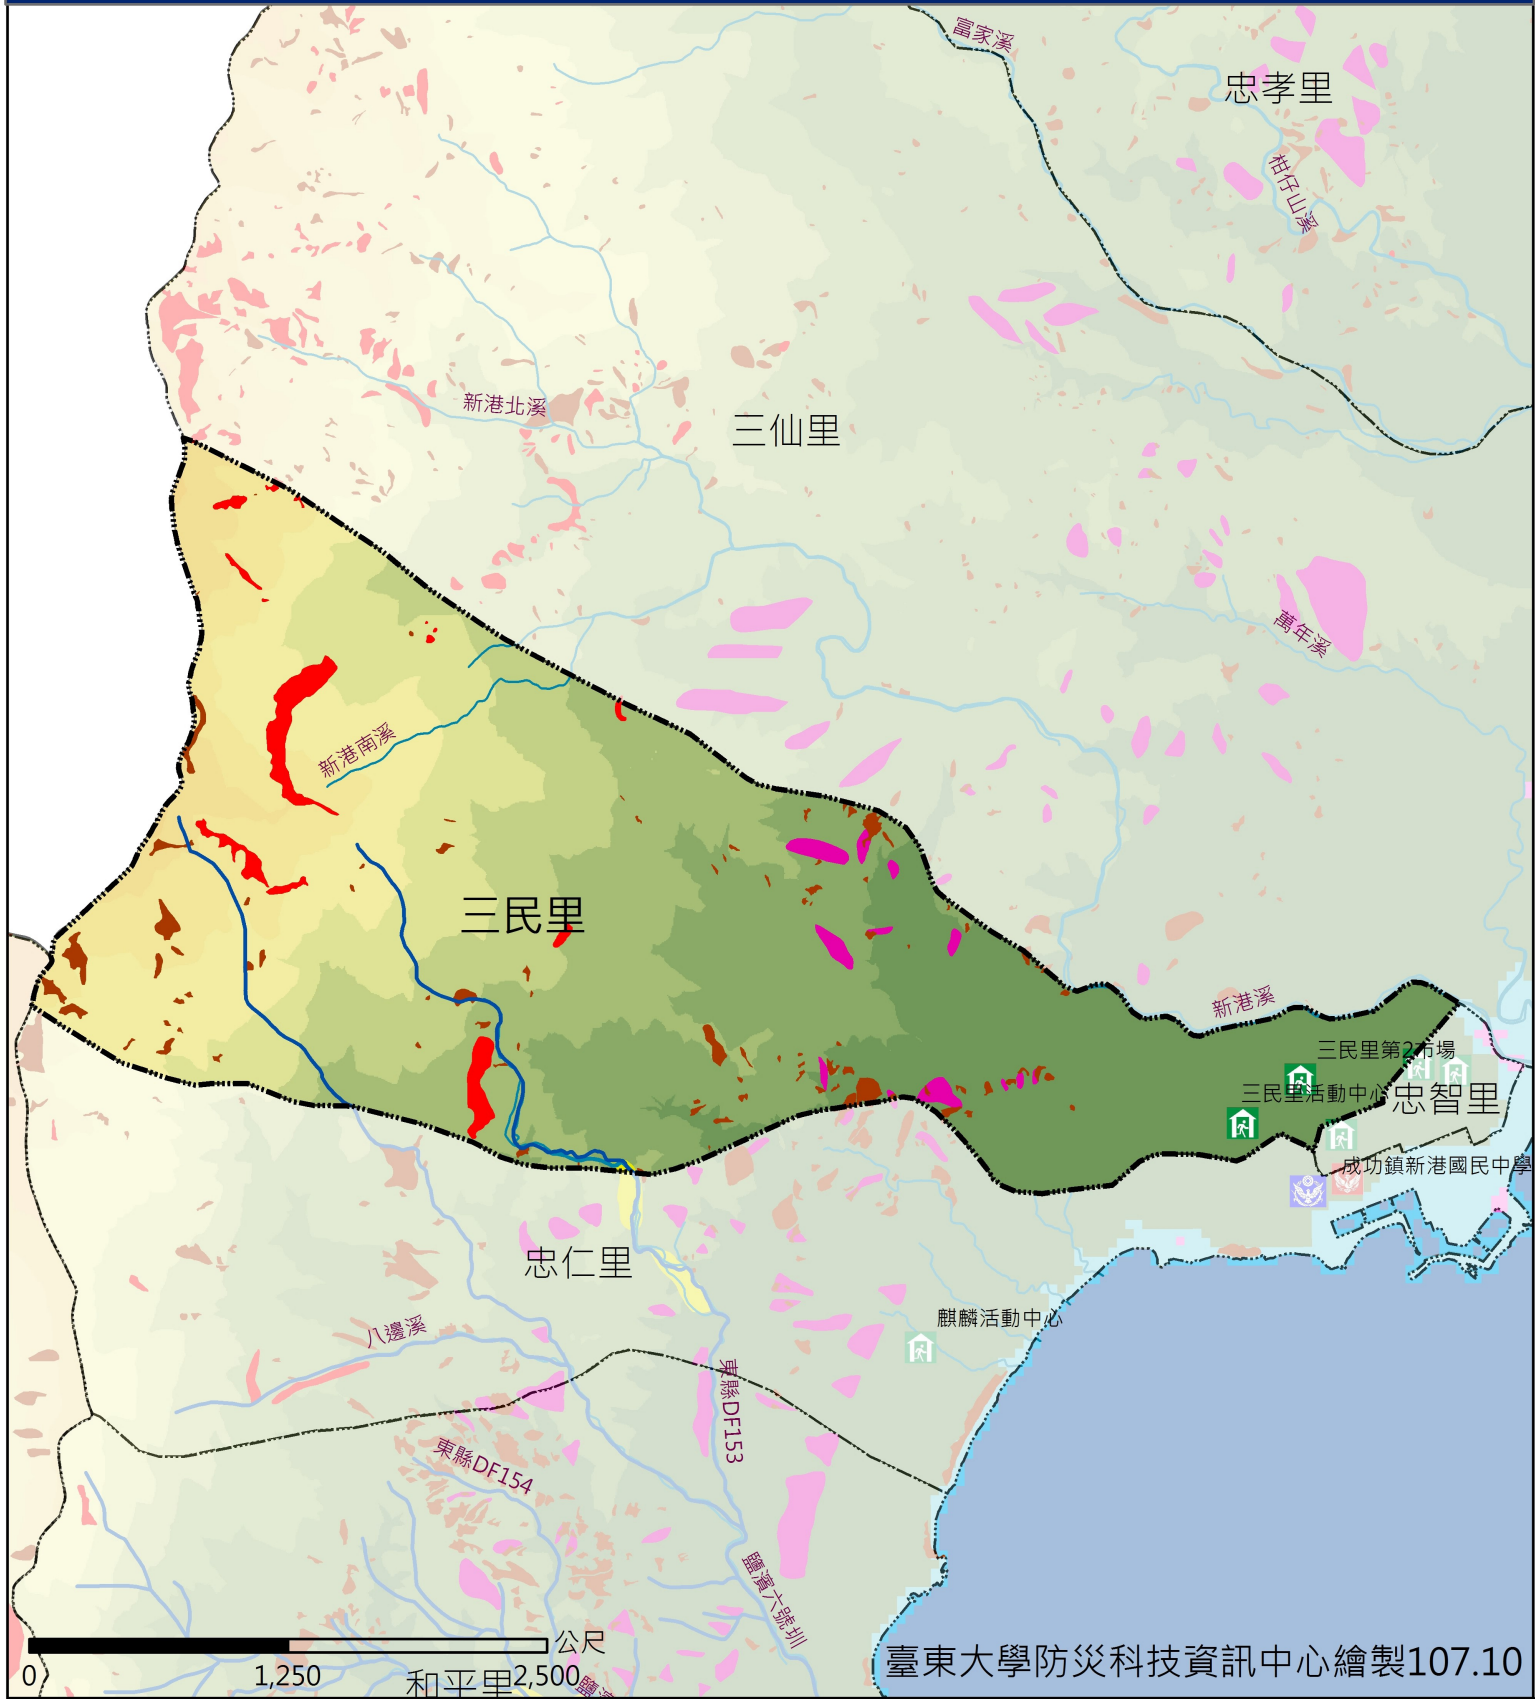 富家溪
忠孝里
柑仔山溪
新港北溪
三仙里
萬年溪
新港南溪
三民里
新港溪
三民里第2市場
三民里活動中心
忠智里
成功鎮新港國民中學
忠仁里
麒麟活動中心
八邊溪
東縣DF153
東縣DF154
鹽濱六號圳
公尺
0
1,250
2,500
和平里
臺東大學防災科技資訊中心繪製107.10